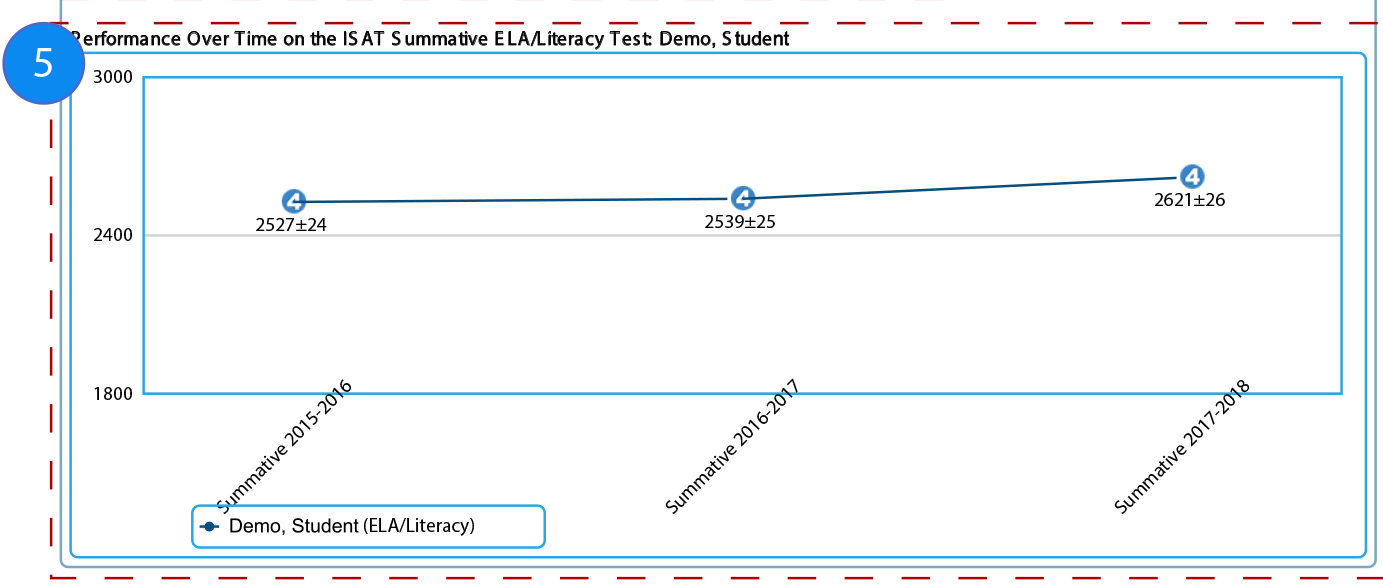 5
Performance Over Time on the ISAT Summative ELA/Literacy Test: Demo, Student
3000
2400
1800
4
4
4
2527±24
2539±25
2621±26
Summative 2015-2016
Summative 2016-2017
Summative 2017-2018
Demo, Student (ELA/Literacy)